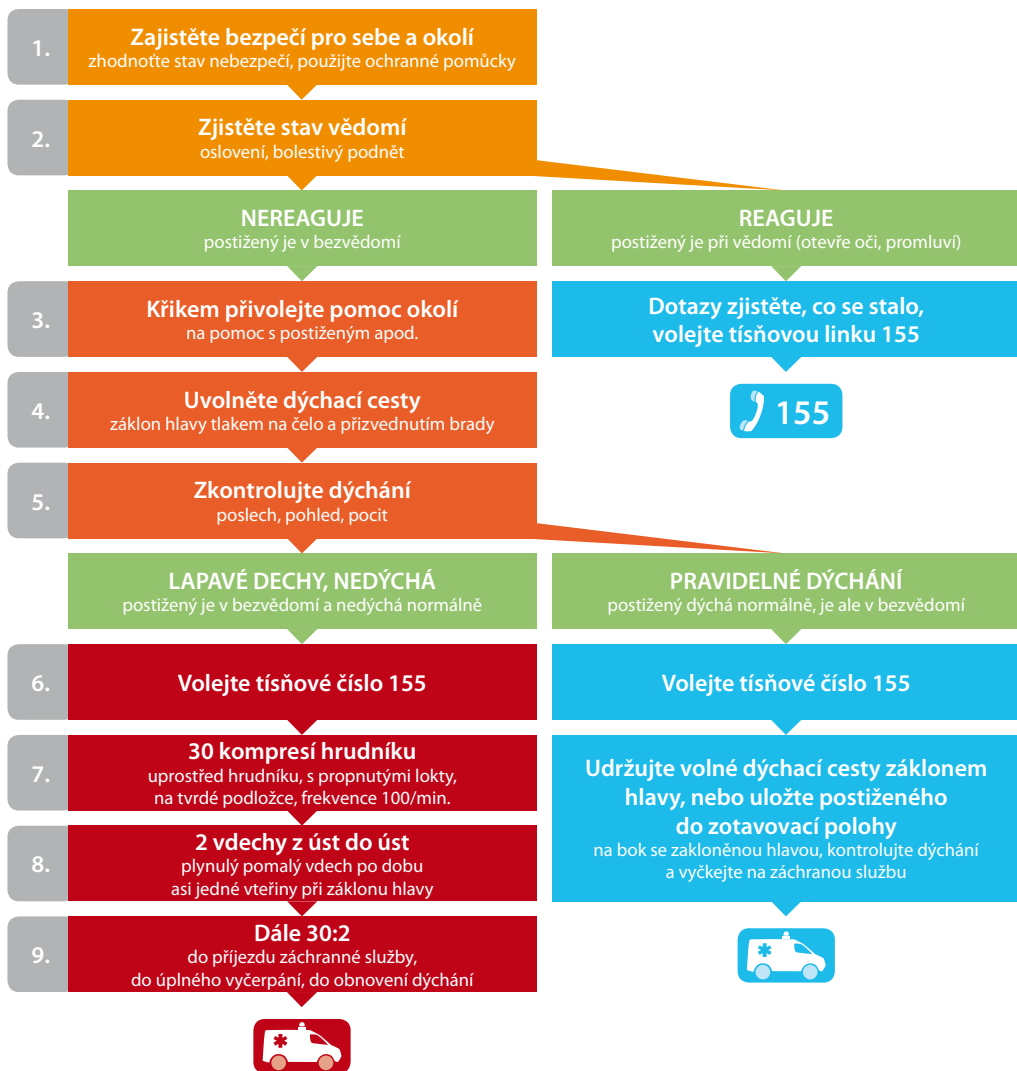 1.
Zajistěte bezpečí pro sebe a okolí
zhodnoťte stav nebezpečí, použijte ochranné pomůcky
2.
Zjistěte stav vědomí
oslovení, bolestivý podnět
NEREAGUJE
postižený je v bezvědomí
REAGUJE
postižený je při vědomí (otevře oči, promluví)
3.
Křikem přivolejte pomoc okolí
na pomoc s postiženým apod.
Dotazy zjistěte, co se stalo,
volejte tísňovou linku 155
155
4.
Uvolněte dýchací cesty
záklon hlavy tlakem na čelo a přizvednutím brady
5.
Zkontrolujte dýchání
poslech, pohled, pocit
LAPAVÉ DECHY, NEDÝCHÁ
postižený je v bezvědomí a nedýchá normálně
PRAVIDELNÉ DÝCHÁNÍ
postižený dýchá normálně, je ale v bezvědomí
6.
Volejte tísňové číslo 155
Volejte tísňové číslo 155
7.
30 kompresí hrudníku
uprostřed hrudníku, s propnutými lokty,
na tvrdé podložce, frekvence 100/min.
Udržujte volné dýchací cesty záklonem
hlavy, nebo uložte postiženého
do zotavovací polohy
na bok se zakloněnou hlavou, kontrolujte dýchání
a vyčkejte na záchranou službu
8.
2 vdechy z úst do úst
plynulý pomalý vdech po dobu
asi jedné vteřiny při záklonu hlavy
9.
Dále 30:2
do příjezdu záchranné služby,
do úplného vyčerpání, do obnovení dýchání